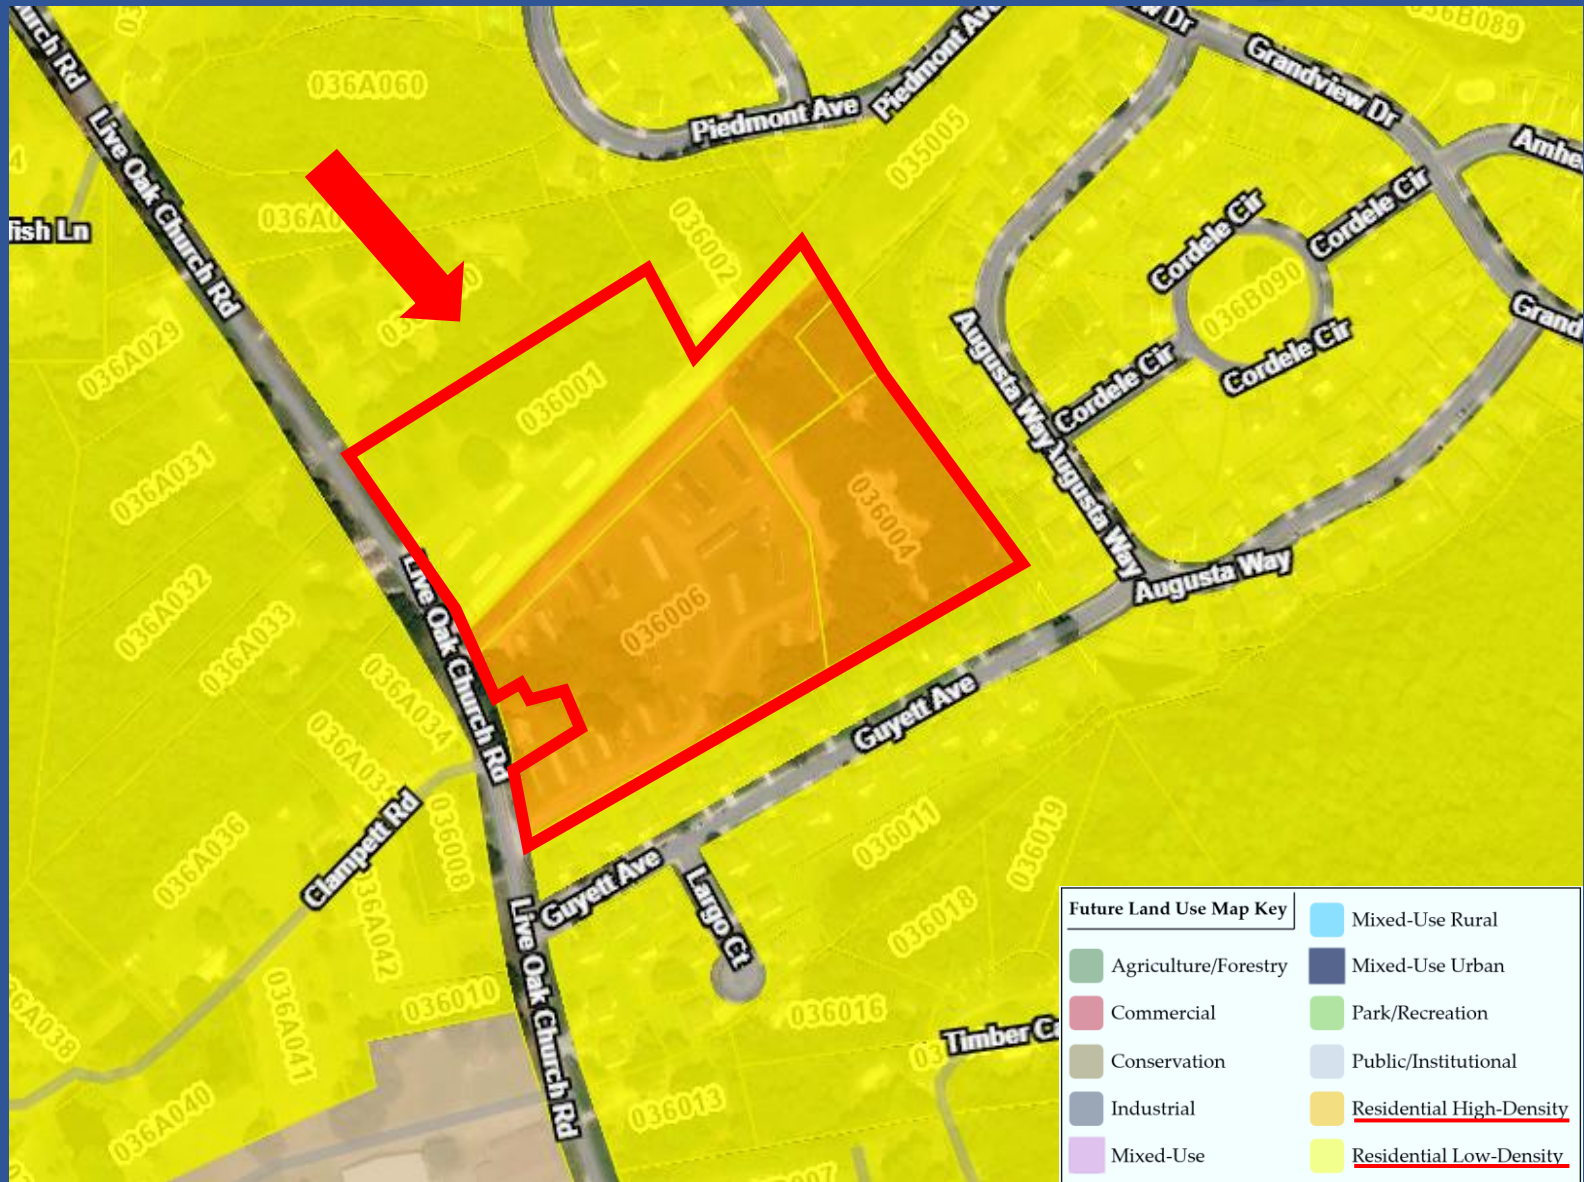 036B089
Grandview Dr
036A060
Live Oak Church Rd
Piedmont Ave
Piedmont Ave
035005
Cordele Cir
Cordele Cir
036002
036B090
Cordele Cir
Cordele Cir
036A029
036001
Augusta Way
Augusta Way
Augusta Way
036A031
036004
036A032
036A033
Live Oak Church Rd
036006
036A034
Guyett Ave
Clampett Rd
036A036
036008
036011
036019
Guyett Ave
Largo Ct
036018
036A042
036A041
036010
036016
036A038
Live Oak Church Rd
036A040
036013
Future Land Use Map Key
Agriculture/Forestry
Commercial
Conservation
Industrial
Mixed-Use
Mixed-Use Rural
Mixed-Use Urban
Park/Recreation
Public/Institutional
Residential High-Density
Residential Low-Density